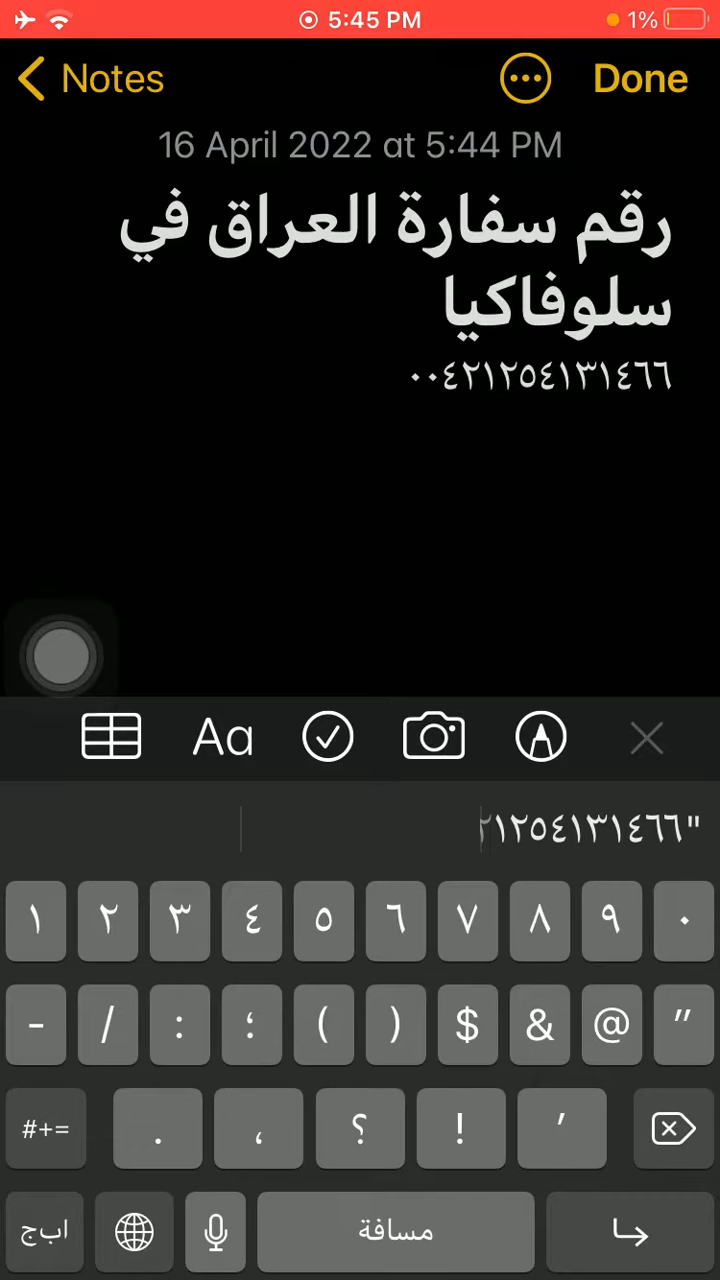 5:45 PM
1%
Notes
Done
16 April 2022 at 5:44 PM
رقم سفارة العراق في
سلوفاكيا
٠٠٤٢١٢٥٤١٣١٤٦٦
Aa
"٢١٢٥٤١٣١٤٦٦
١ ٢ ٣ ٤ ٥ ٦ ٧ ٨ ٩ ٠
- / : ؛ ( ) $ & @ "
#+= . ، ؟ ! '
اب‌ج مسافة